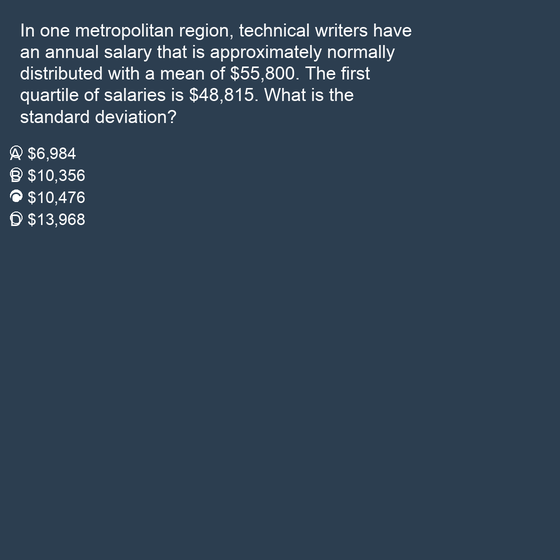 In one metropolitan region, technical writers have
an annual salary that is approximately normally
distributed with a mean of $55,800. The first
quartile of salaries is $48,815. What is the
standard deviation?
A $6,984
B $10,356
C $10,476
D $13,968